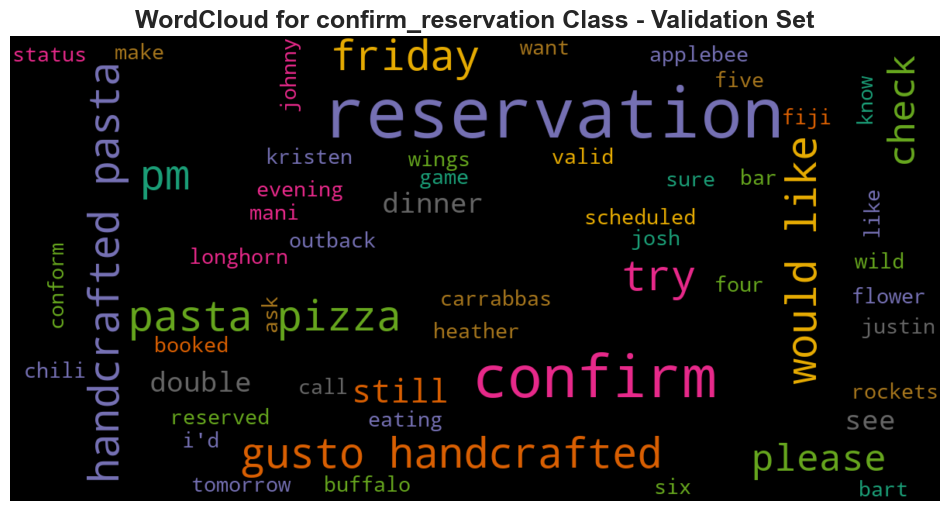 WordCloud for confirm_reservation Class - Validation Set
status
make
johnny
friday
want
applebee
five
know
check
reservation
fiji
handcrafted pasta
pm
kristen
wings
game
valid
sure
bar
would like
evening
mani
dinner
scheduled
like
outback
josh
longhorn
try
four
wild
conform
carrabbas
flower
pasta pizza
ask
heather
justin
booked
chili
double
call
still
confirm
rockets
reserved
eating
see
i'd
gusto handcrafted
please
tomorrow
buffalo
six
bart